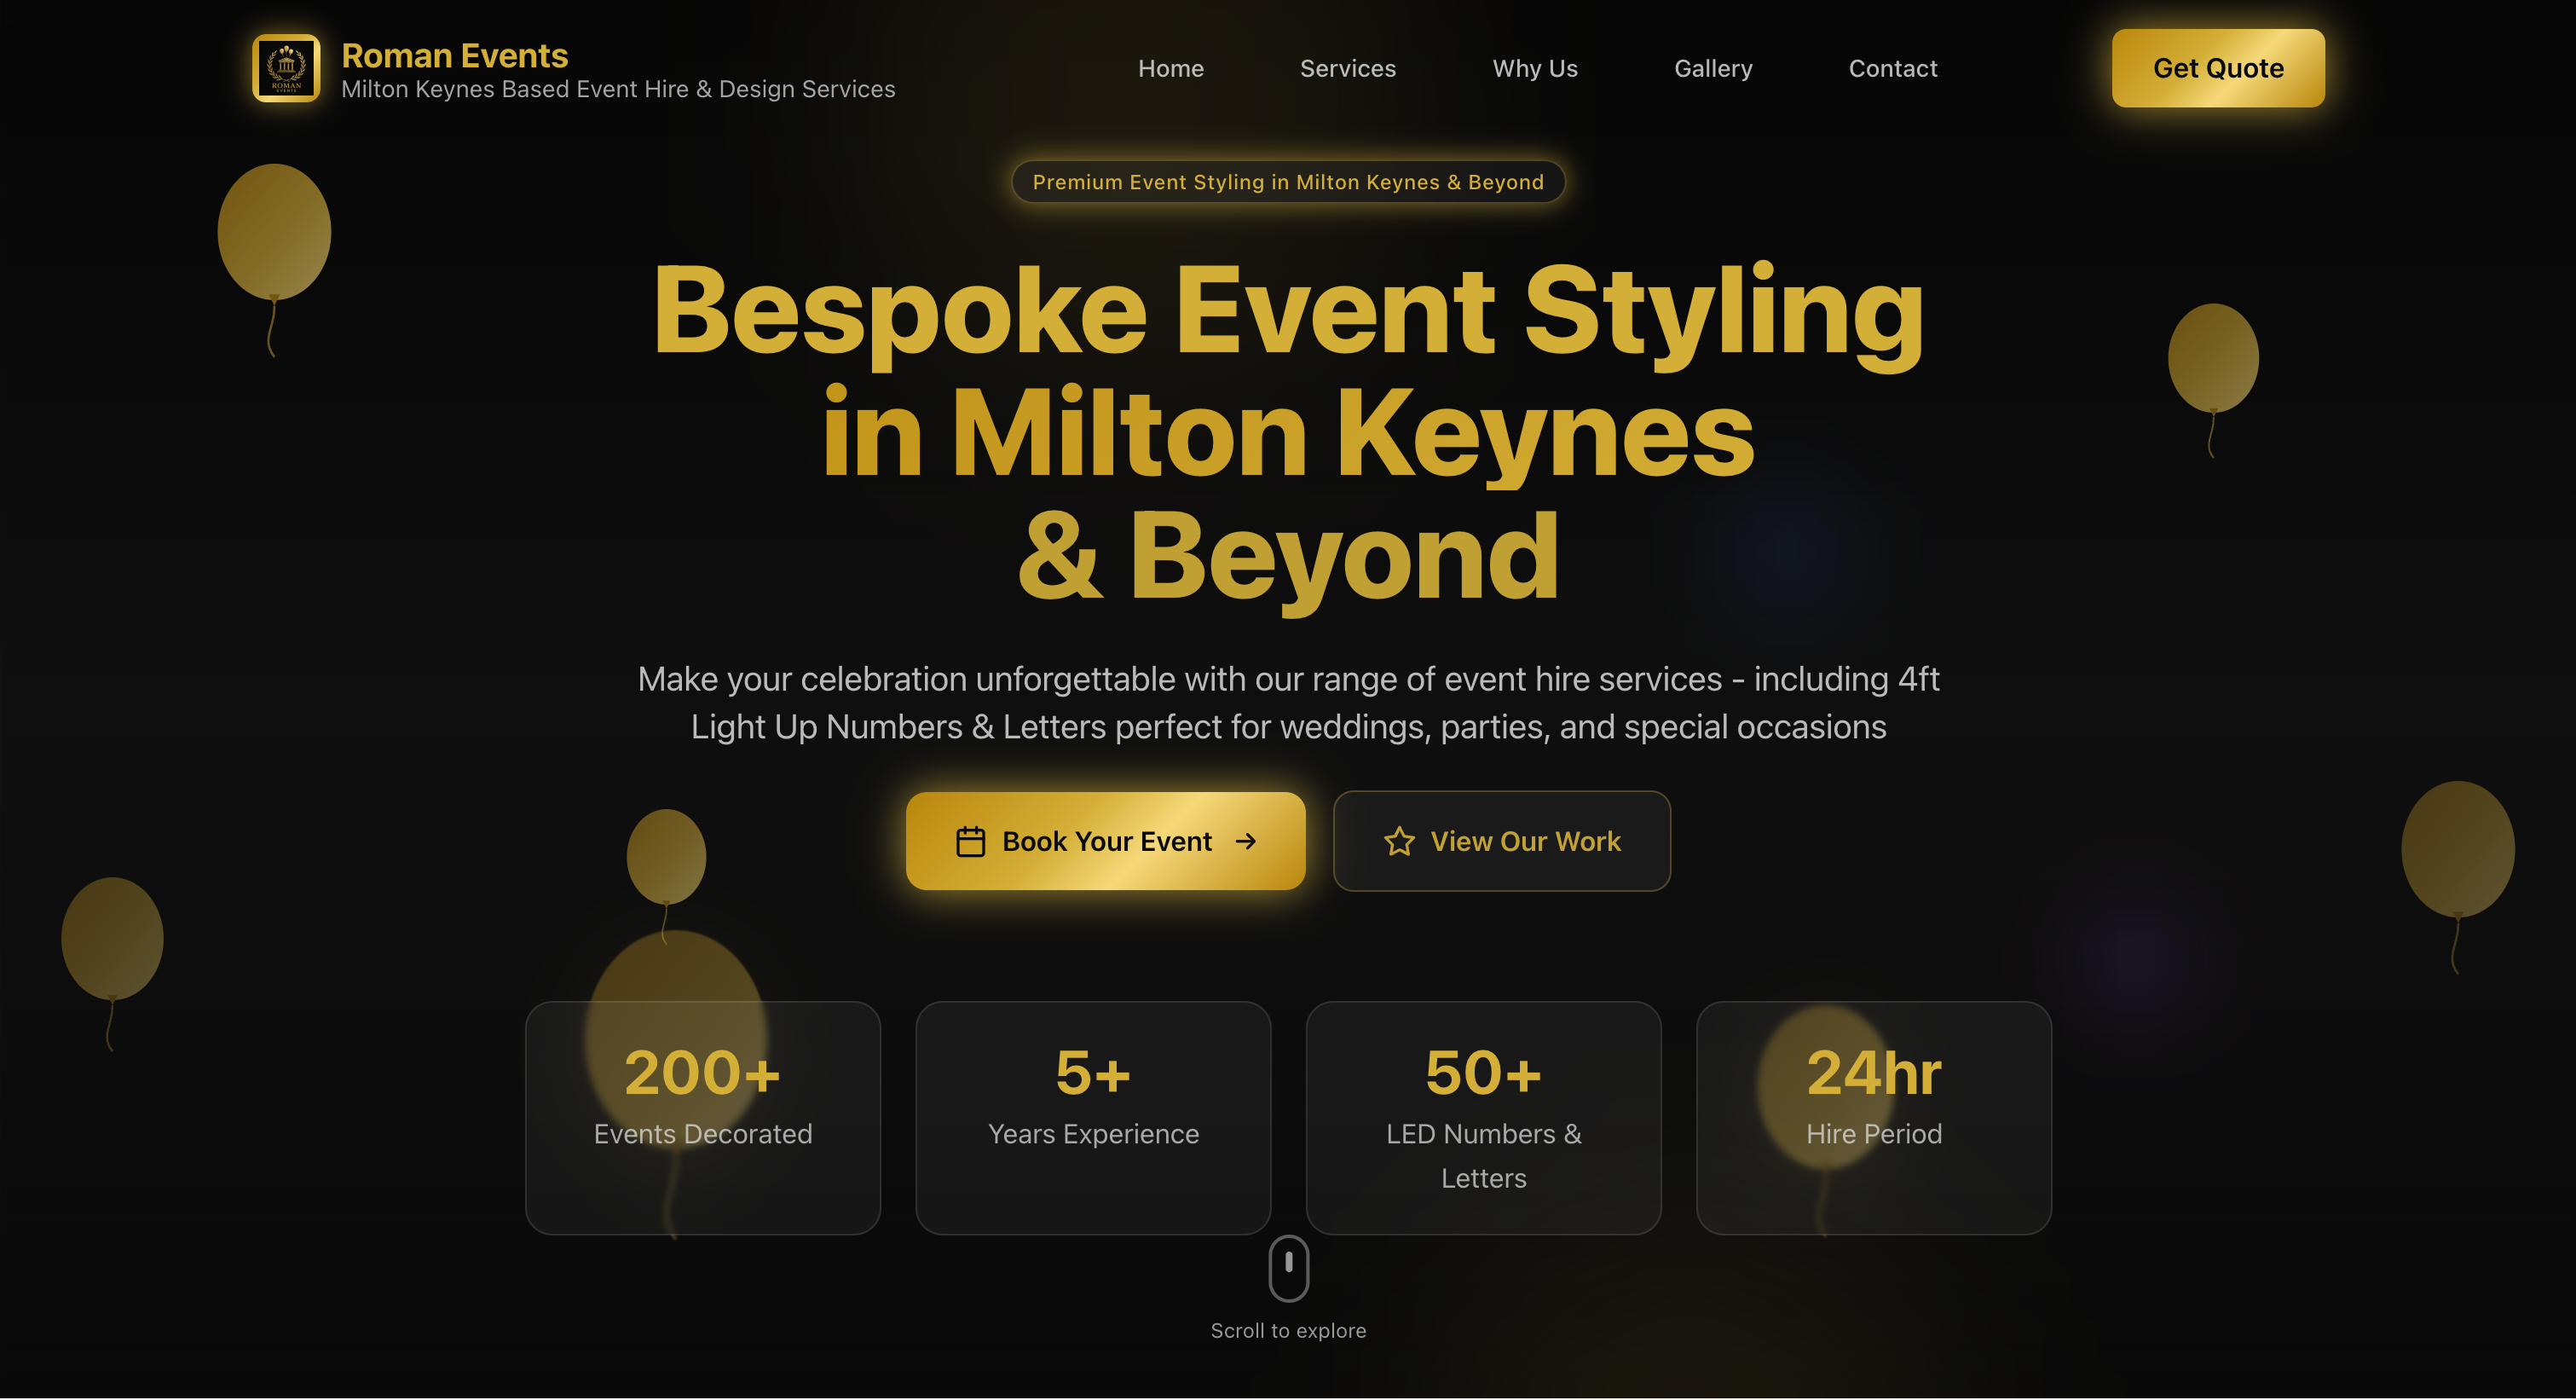 ROMAN
EVENTS
Roman Events
Milton Keynes Based Event Hire & Design Services
Home
Services
Why Us
Gallery
Contact
Get Quote
Premium Event Styling in Milton Keynes & Beyond
Bespoke Event Styling
in Milton Keynes
& Beyond
Make your celebration unforgettable with our range of event hire services - including 4ft
Light Up Numbers & Letters perfect for weddings, parties, and special occasions
Book Your Event →
View Our Work
200+
Events Decorated
5+
Years Experience
50+
LED Numbers &
Letters
24hr
Hire Period
Scroll to explore